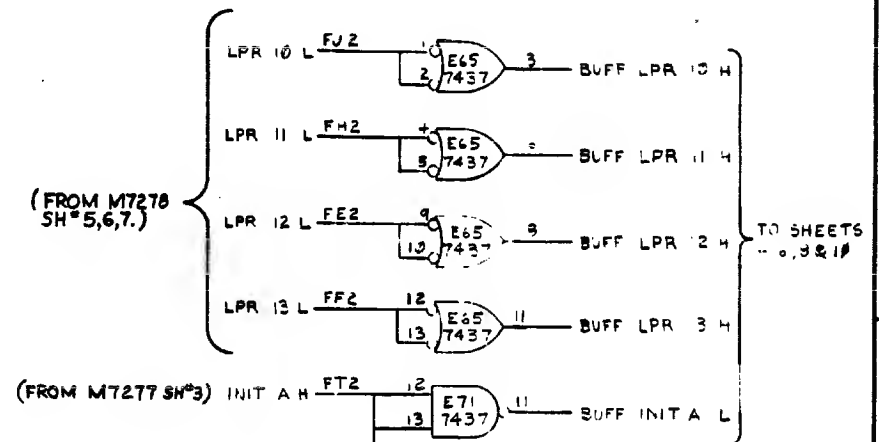 LPR 10 L FJ2 1 2 E65 7437 3 BUFF LPR 10 H
LPR 11 L FH2 4 5 E65 7437 BUFF LPR 11 H
(FROM M7278
SH#5,6,7.)
LPR 12 L FE2 9 10 E65 7437 BUFF LPR 12 H
TO SHEETS
LPR 13 L FF2 12 13 E65 7437 11 BUFF LPR 3 H
(FROM M7277 SH#3) INIT A H FT2 12 13 E71 7437 11 BUFF INIT A L